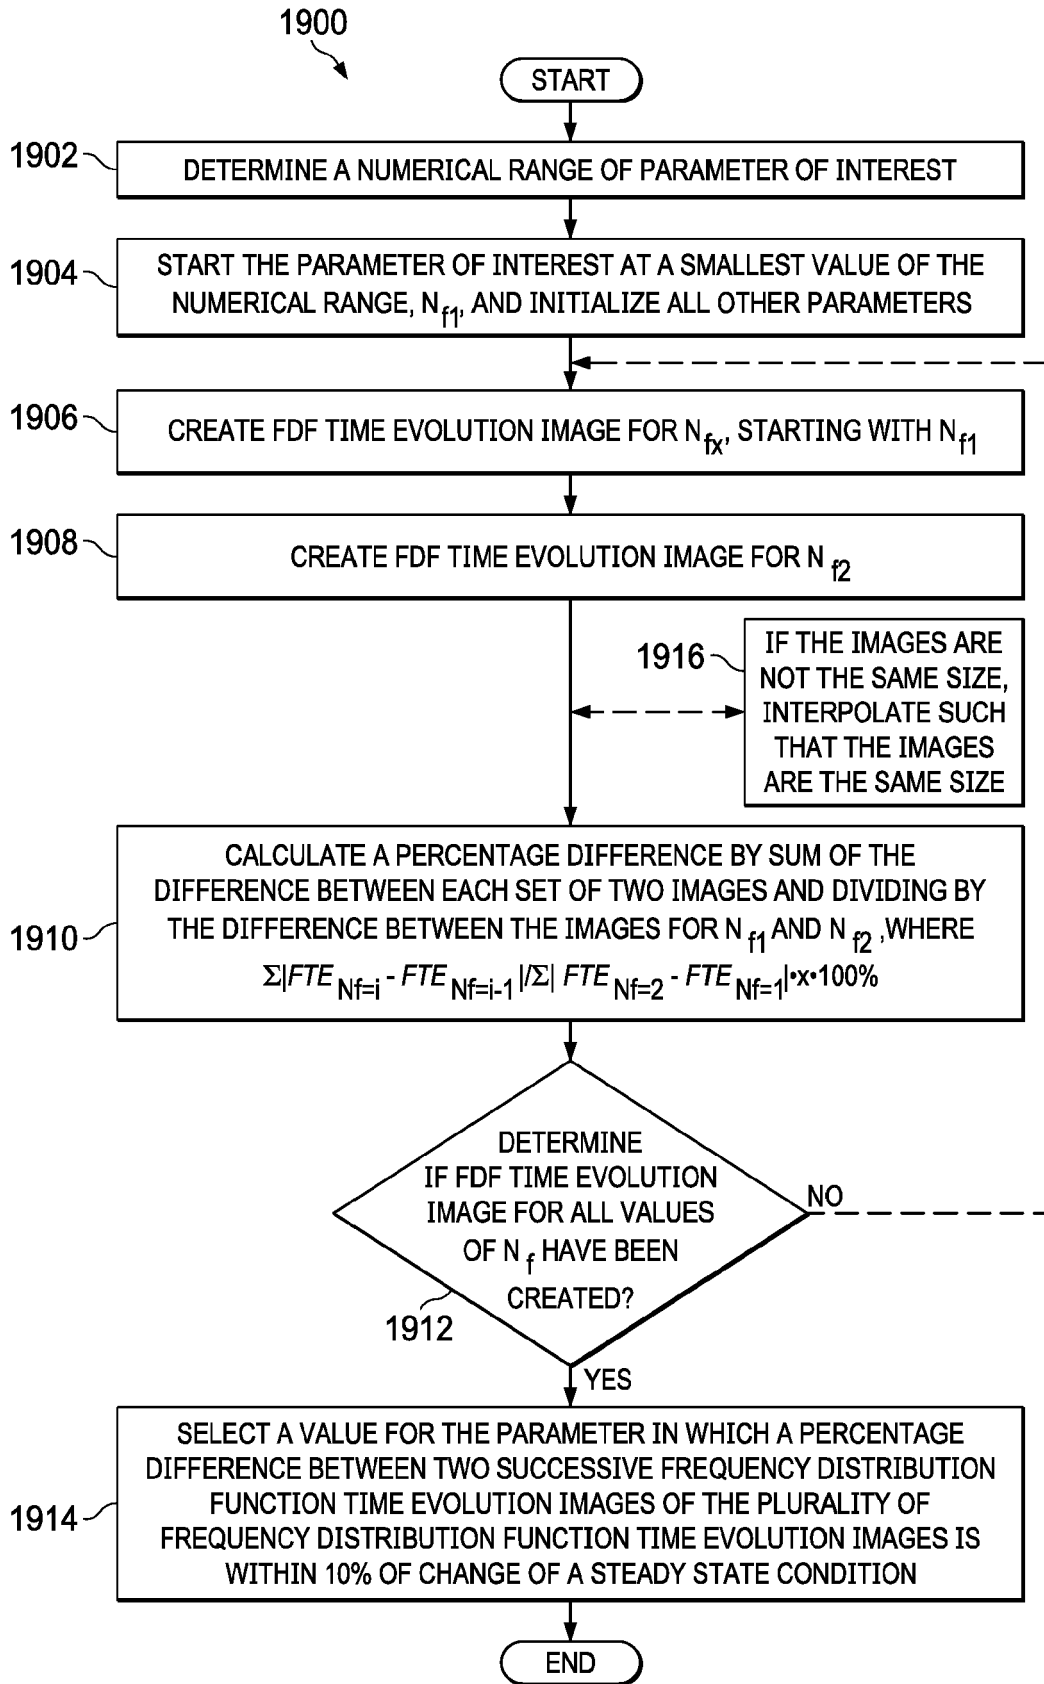 1900
START
1902
DETERMINE A NUMERICAL RANGE OF PARAMETER OF INTEREST
1904
START THE PARAMETER OF INTEREST AT A SMALLEST VALUE OF THE
NUMERICAL RANGE, Nf1, AND INITIALIZE ALL OTHER PARAMETERS
1906
CREATE FDF TIME EVOLUTION IMAGE FOR Nfx, STARTING WITH Nf1
1908
CREATE FDF TIME EVOLUTION IMAGE FOR N f2
1916
IF THE IMAGES ARE
NOT THE SAME SIZE,
INTERPOLATE SUCH
THAT THE IMAGES
ARE THE SAME SIZE
1910
CALCULATE A PERCENTAGE DIFFERENCE BY SUM OF THE
DIFFERENCE BETWEEN EACH SET OF TWO IMAGES AND DIVIDING BY
THE DIFFERENCE BETWEEN THE IMAGES FOR Nf1 AND Nf2 ,WHERE
Σ|FTE Nf=i - FTE Nf=i-1 |/Σ| FTE Nf=2 - FTE Nf=1|•x•100%
DETERMINE
IF FDF TIME EVOLUTION
IMAGE FOR ALL VALUES
OF N f HAVE BEEN
CREATED?
NO
1912
YES
1914
SELECT A VALUE FOR THE PARAMETER IN WHICH A PERCENTAGE
DIFFERENCE BETWEEN TWO SUCCESSIVE FREQUENCY DISTRIBUTION
FUNCTION TIME EVOLUTION IMAGES OF THE PLURALITY OF
FREQUENCY DISTRIBUTION FUNCTION TIME EVOLUTION IMAGES IS
WITHIN 10% OF CHANGE OF A STEADY STATE CONDITION
END